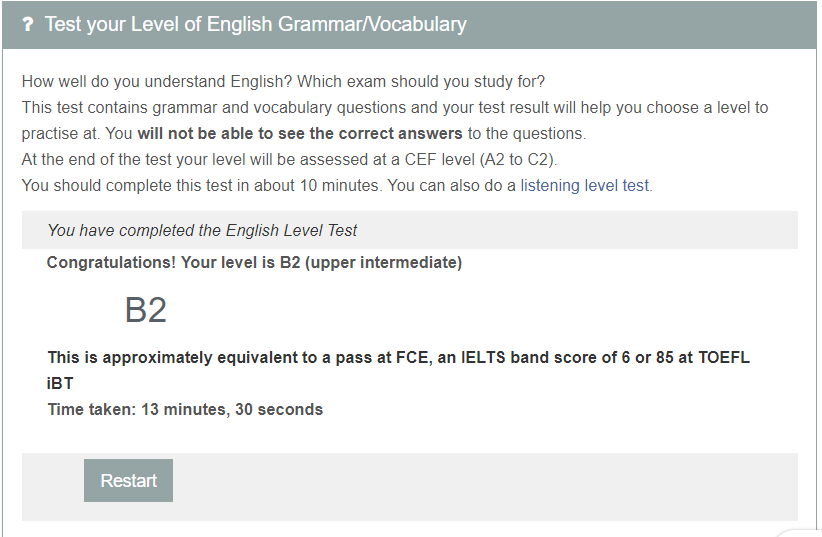 ? Test your Level of English Grammar/Vocabulary
How well do you understand English? Which exam should you study for?
This test contains grammar and vocabulary questions and your test result will help you choose a level to
practise at. You will not be able to see the correct answers to the questions.
At the end of the test your level will be assessed at a CEF level (A2 to C2).
You should complete this test in about 10 minutes. You can also do a listening level test.
You have completed the English Level Test
Congratulations! Your level is B2 (upper intermediate)
B2
This is approximately equivalent to a pass at FCE, an IELTS band score of 6 or 85 at TOEFL
iBT
Time taken: 13 minutes, 30 seconds
Restart